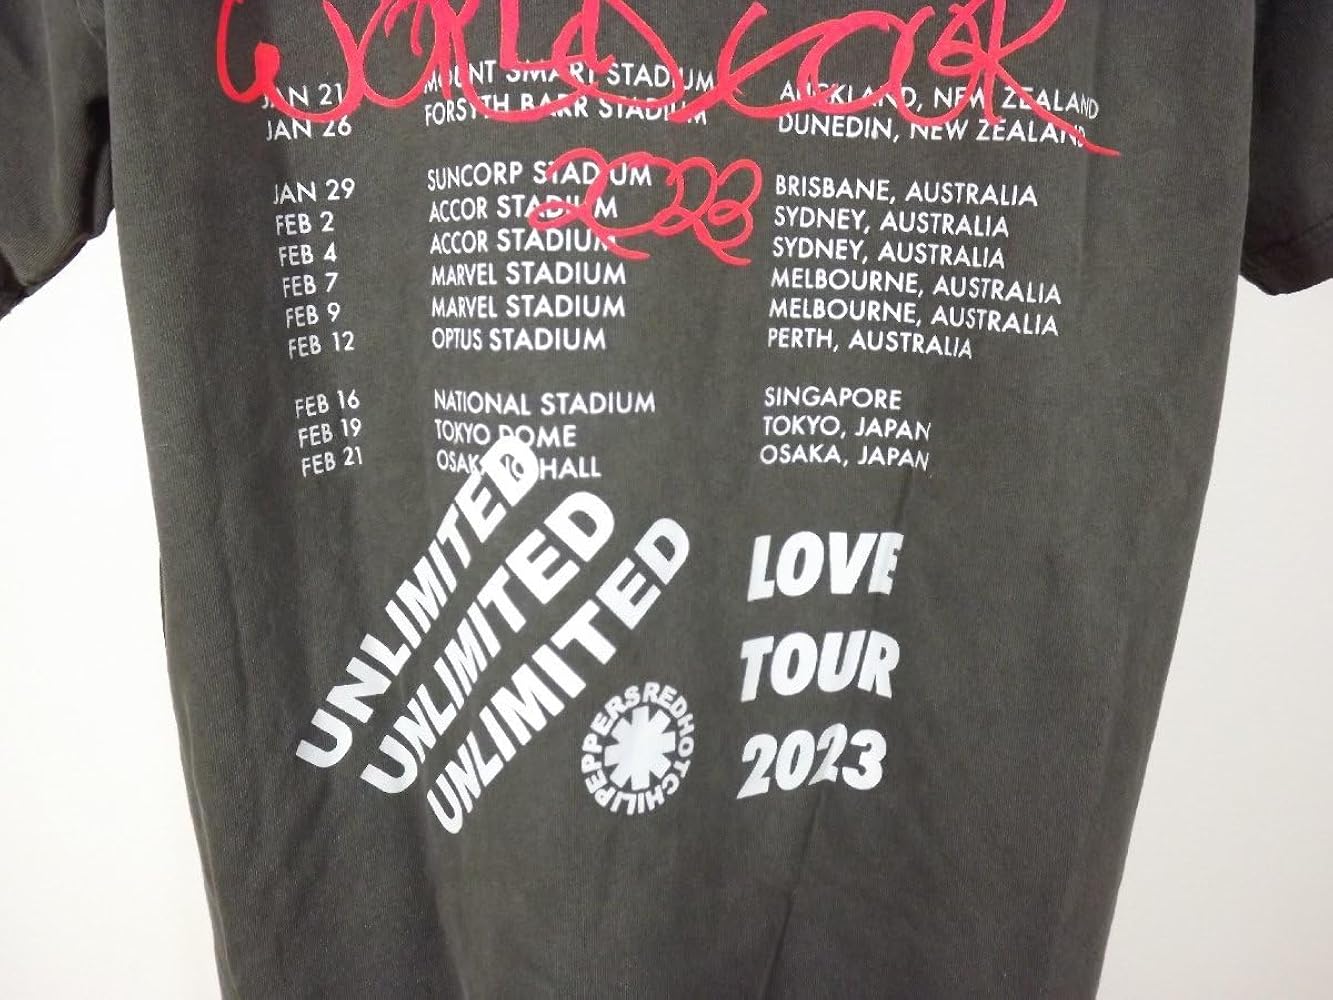 WORLD TOUR
JAN 21 MOUNT SMART STADIUM AUCKLAND, NEW ZEALAND
JAN 26 FORSYTH BARR STADIUM DUNEDIN, NEW ZEALAND
2023
JAN 29 SUNCORP STADIUM BRISBANE, AUSTRALIA
FEB 2 ACCOR STADIUM SYDNEY, AUSTRALIA
FEB 4 ACCOR STADIUM SYDNEY, AUSTRALIA
FEB 7 MARVEL STADIUM MELBOURNE, AUSTRALIA
FEB 9 MARVEL STADIUM MELBOURNE, AUSTRALIA
FEB 12 OPTUS STADIUM PERTH, AUSTRALIA
FEB 16 NATIONAL STADIUM SINGAPORE
FEB 19 TOKYO DOME TOKYO, JAPAN
FEB 21 HALL OSAKA, JAPAN
UNLIMITED
UNLIMITED
UNLIMITED
RED HOT CHILI PEPPERS
LOVE
TOUR
2023